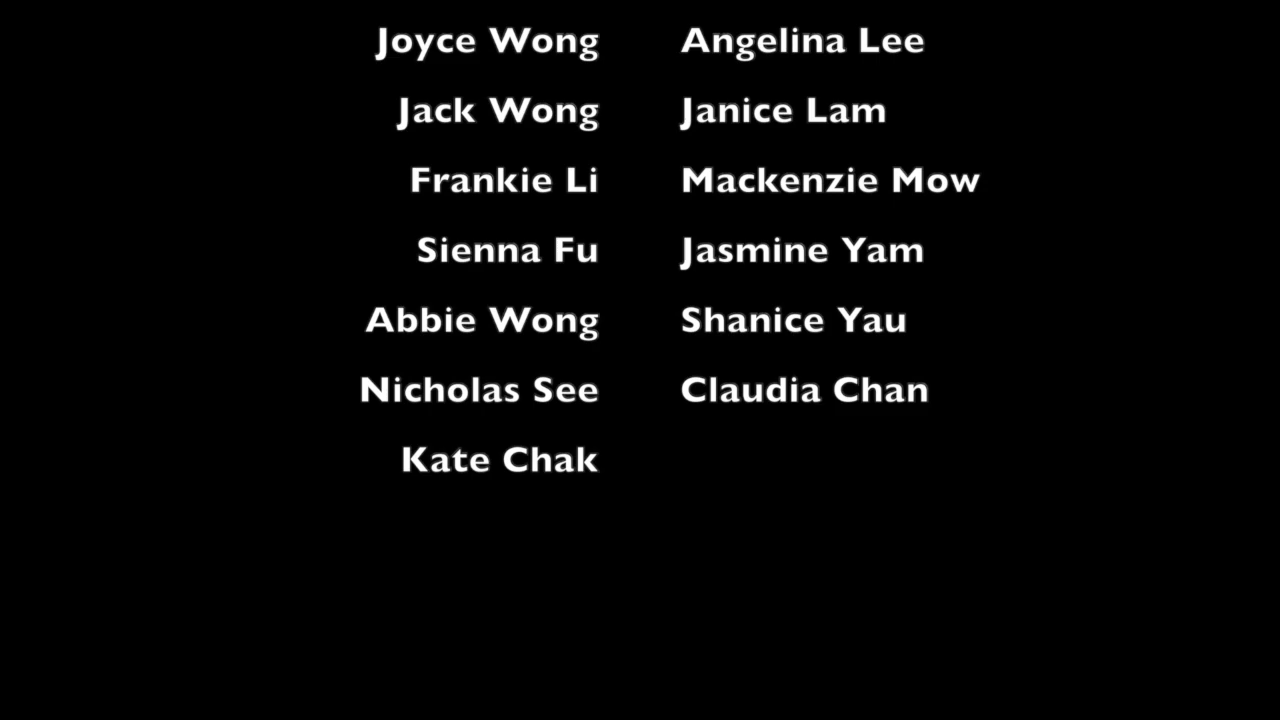 Joyce Wong Angelina Lee
Jack Wong Janice Lam
Frankie Li Mackenzie Mow
Sienna Fu Jasmine Yam
Abbie Wong Shanice Yau
Nicholas See Claudia Chan
Kate Chak